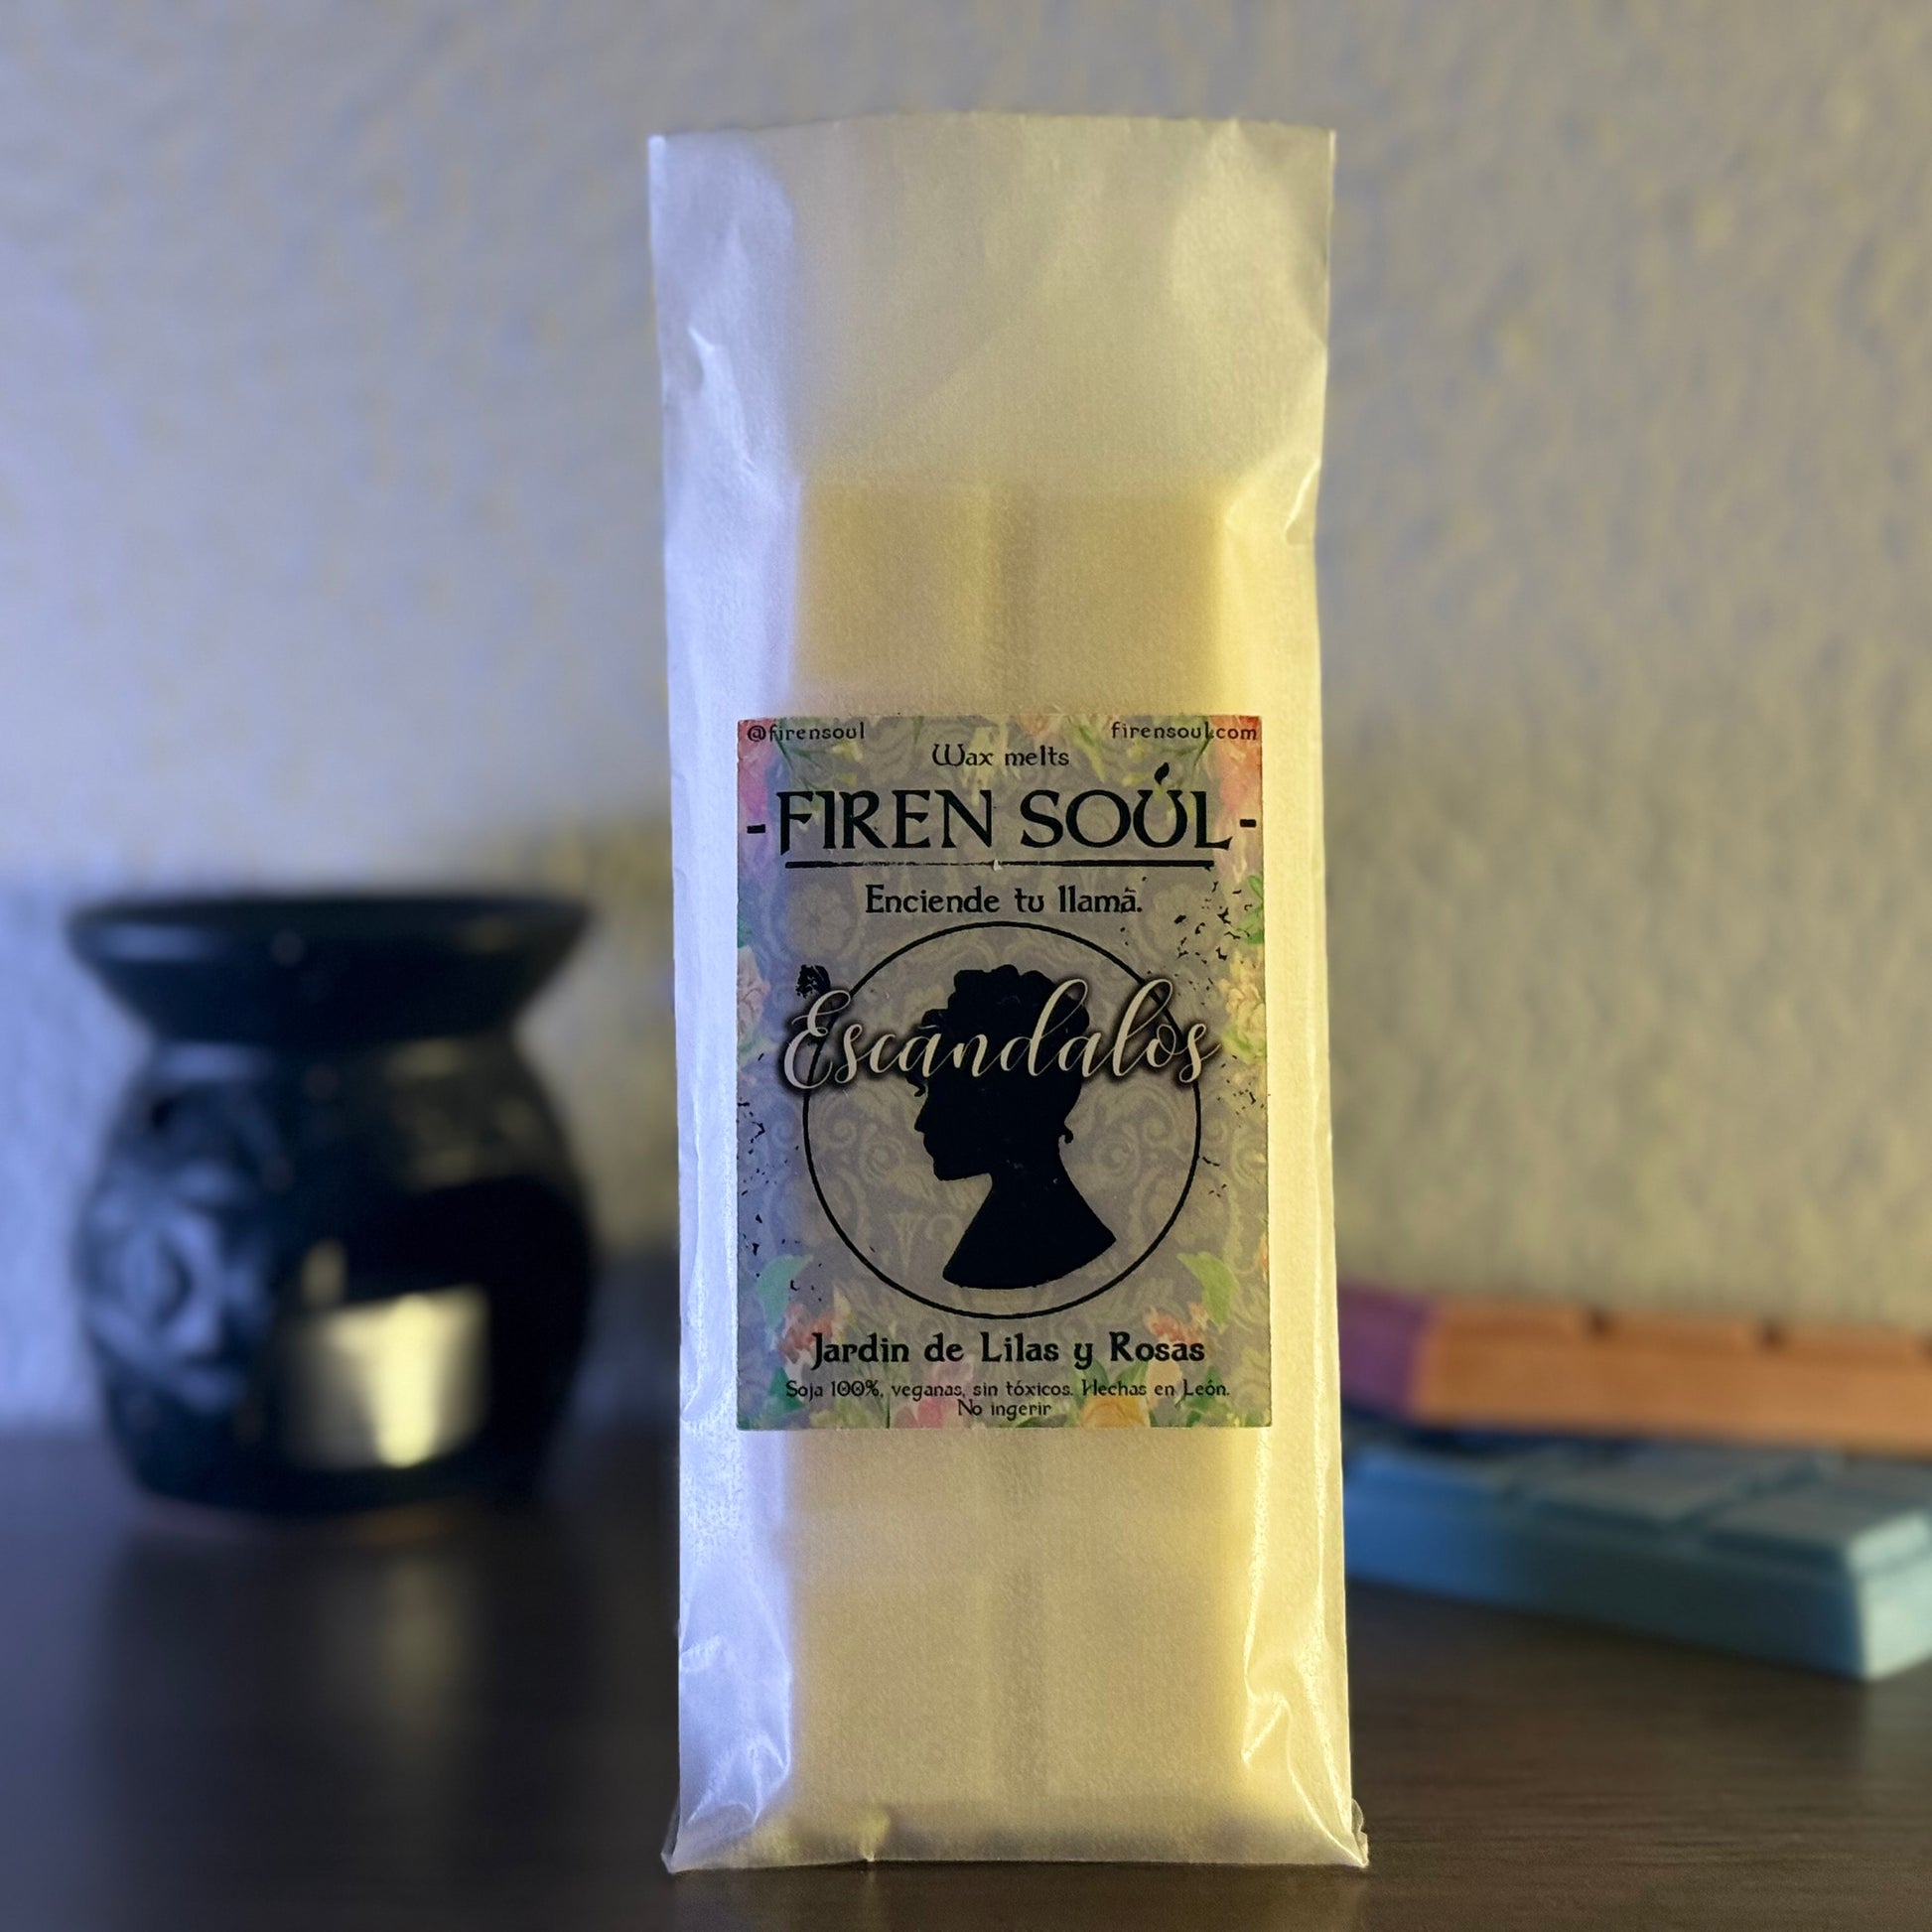 @firensoul firensoul.com
Wax melts
-FIREN SOUL-
Enciende tu llama.
Escándalos
Jardin de Lilas y Rosas
Soja 100%, veganas, sin tóxicos. Hechas en León.
No ingerir